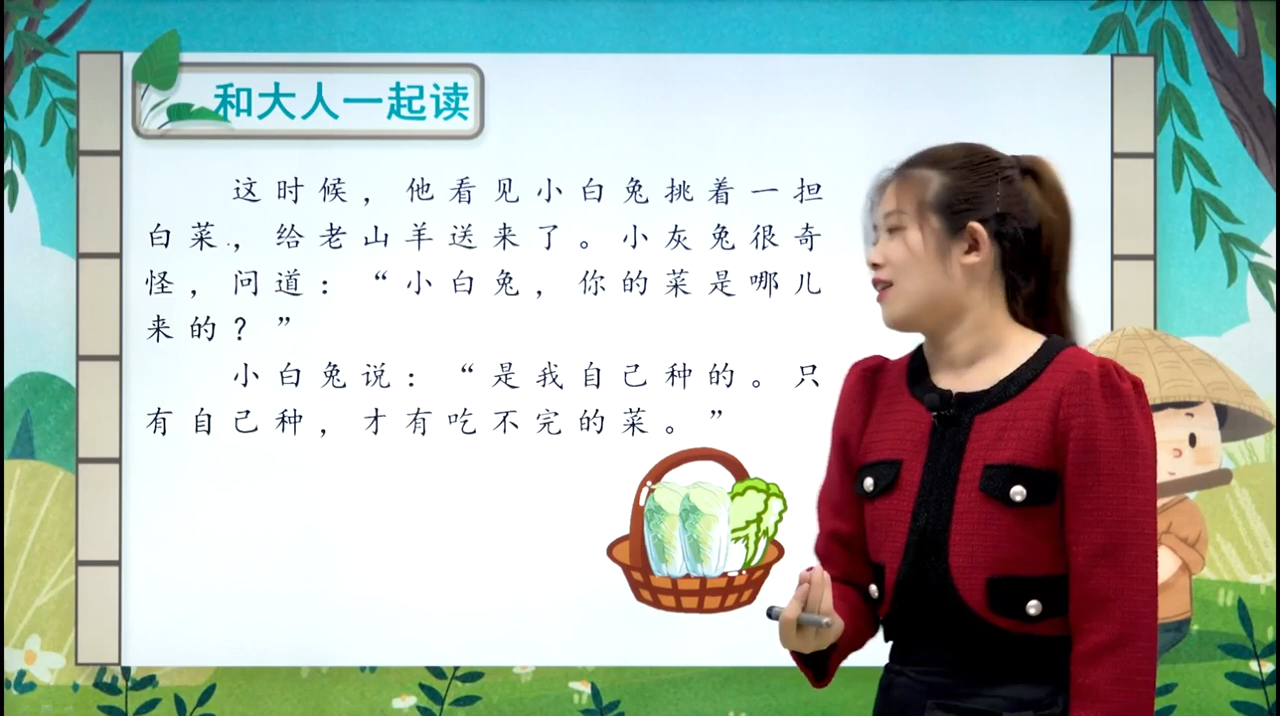 和大人一起读
这时候，他看见小白兔挑着一担
白菜，给老山羊送来了。小灰兔很奇
怪，问道：“小白兔，你的菜是哪儿
来的？”
小白兔说：“是我自己种的。只
有自己种，才有吃不完的菜。”